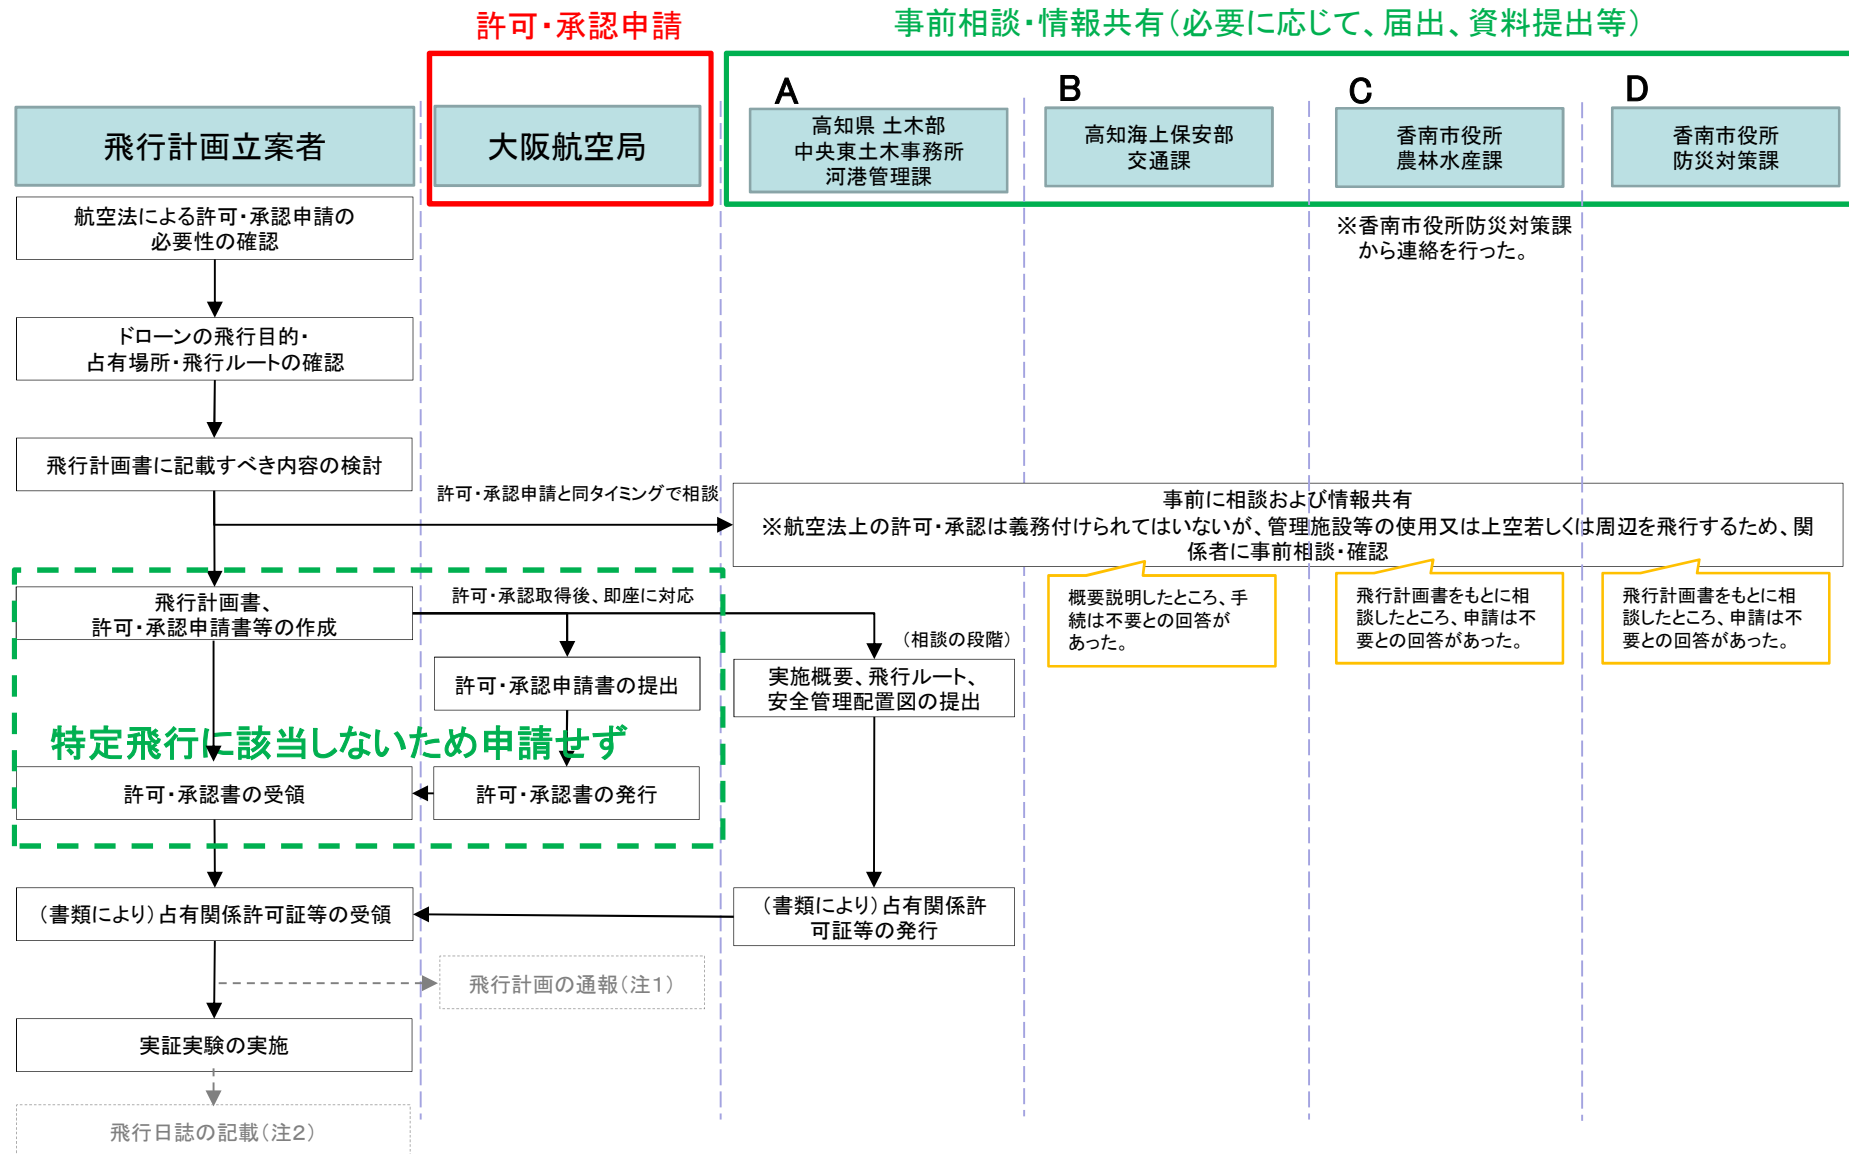 許可・承認申請
事前相談・情報共有（必要に応じて、届出、資料提出等）
飛行計画立案者
大阪航空局
A
高知県 土木部
中央東土木事務所
河港管理課
B
高知海上保安部
交通課
C
香南市役所
農林水産課
D
香南市役所
防災対策課
※香南市役所防災対策課
から連絡を行った。
航空法による許可・承認申請の
必要性の確認
ドローンの飛行目的・
占有場所・飛行ルートの確認
飛行計画書に記載すべき内容の検討
許可・承認申請と同タイミングで相談
事前に相談および情報共有
※航空法上の許可・承認は義務付けられてはいないが、管理施設等の使用又は上空若しくは周辺を飛行するため、関
係者に事前相談・確認
概要説明したところ、手
続は不要との回答が
あった。
飛行計画書をもとに相
談したところ、申請は不
要との回答があった。
飛行計画書をもとに相
談したところ、申請は不
要との回答があった。
飛行計画書、
許可・承認申請書等の作成
許可・承認取得後、即座に対応
（相談の段階）
許可・承認申請書の提出
実施概要、飛行ルート、
安全管理配置図の提出
特定飛行に該当しないため申請せず
許可・承認書の受領
許可・承認書の発行
（書類により）占有関係許可証等の受領
（書類により）占有関係許
可証等の発行
飛行計画の通報（注1）
実証実験の実施
飛行日誌の記載（注2）